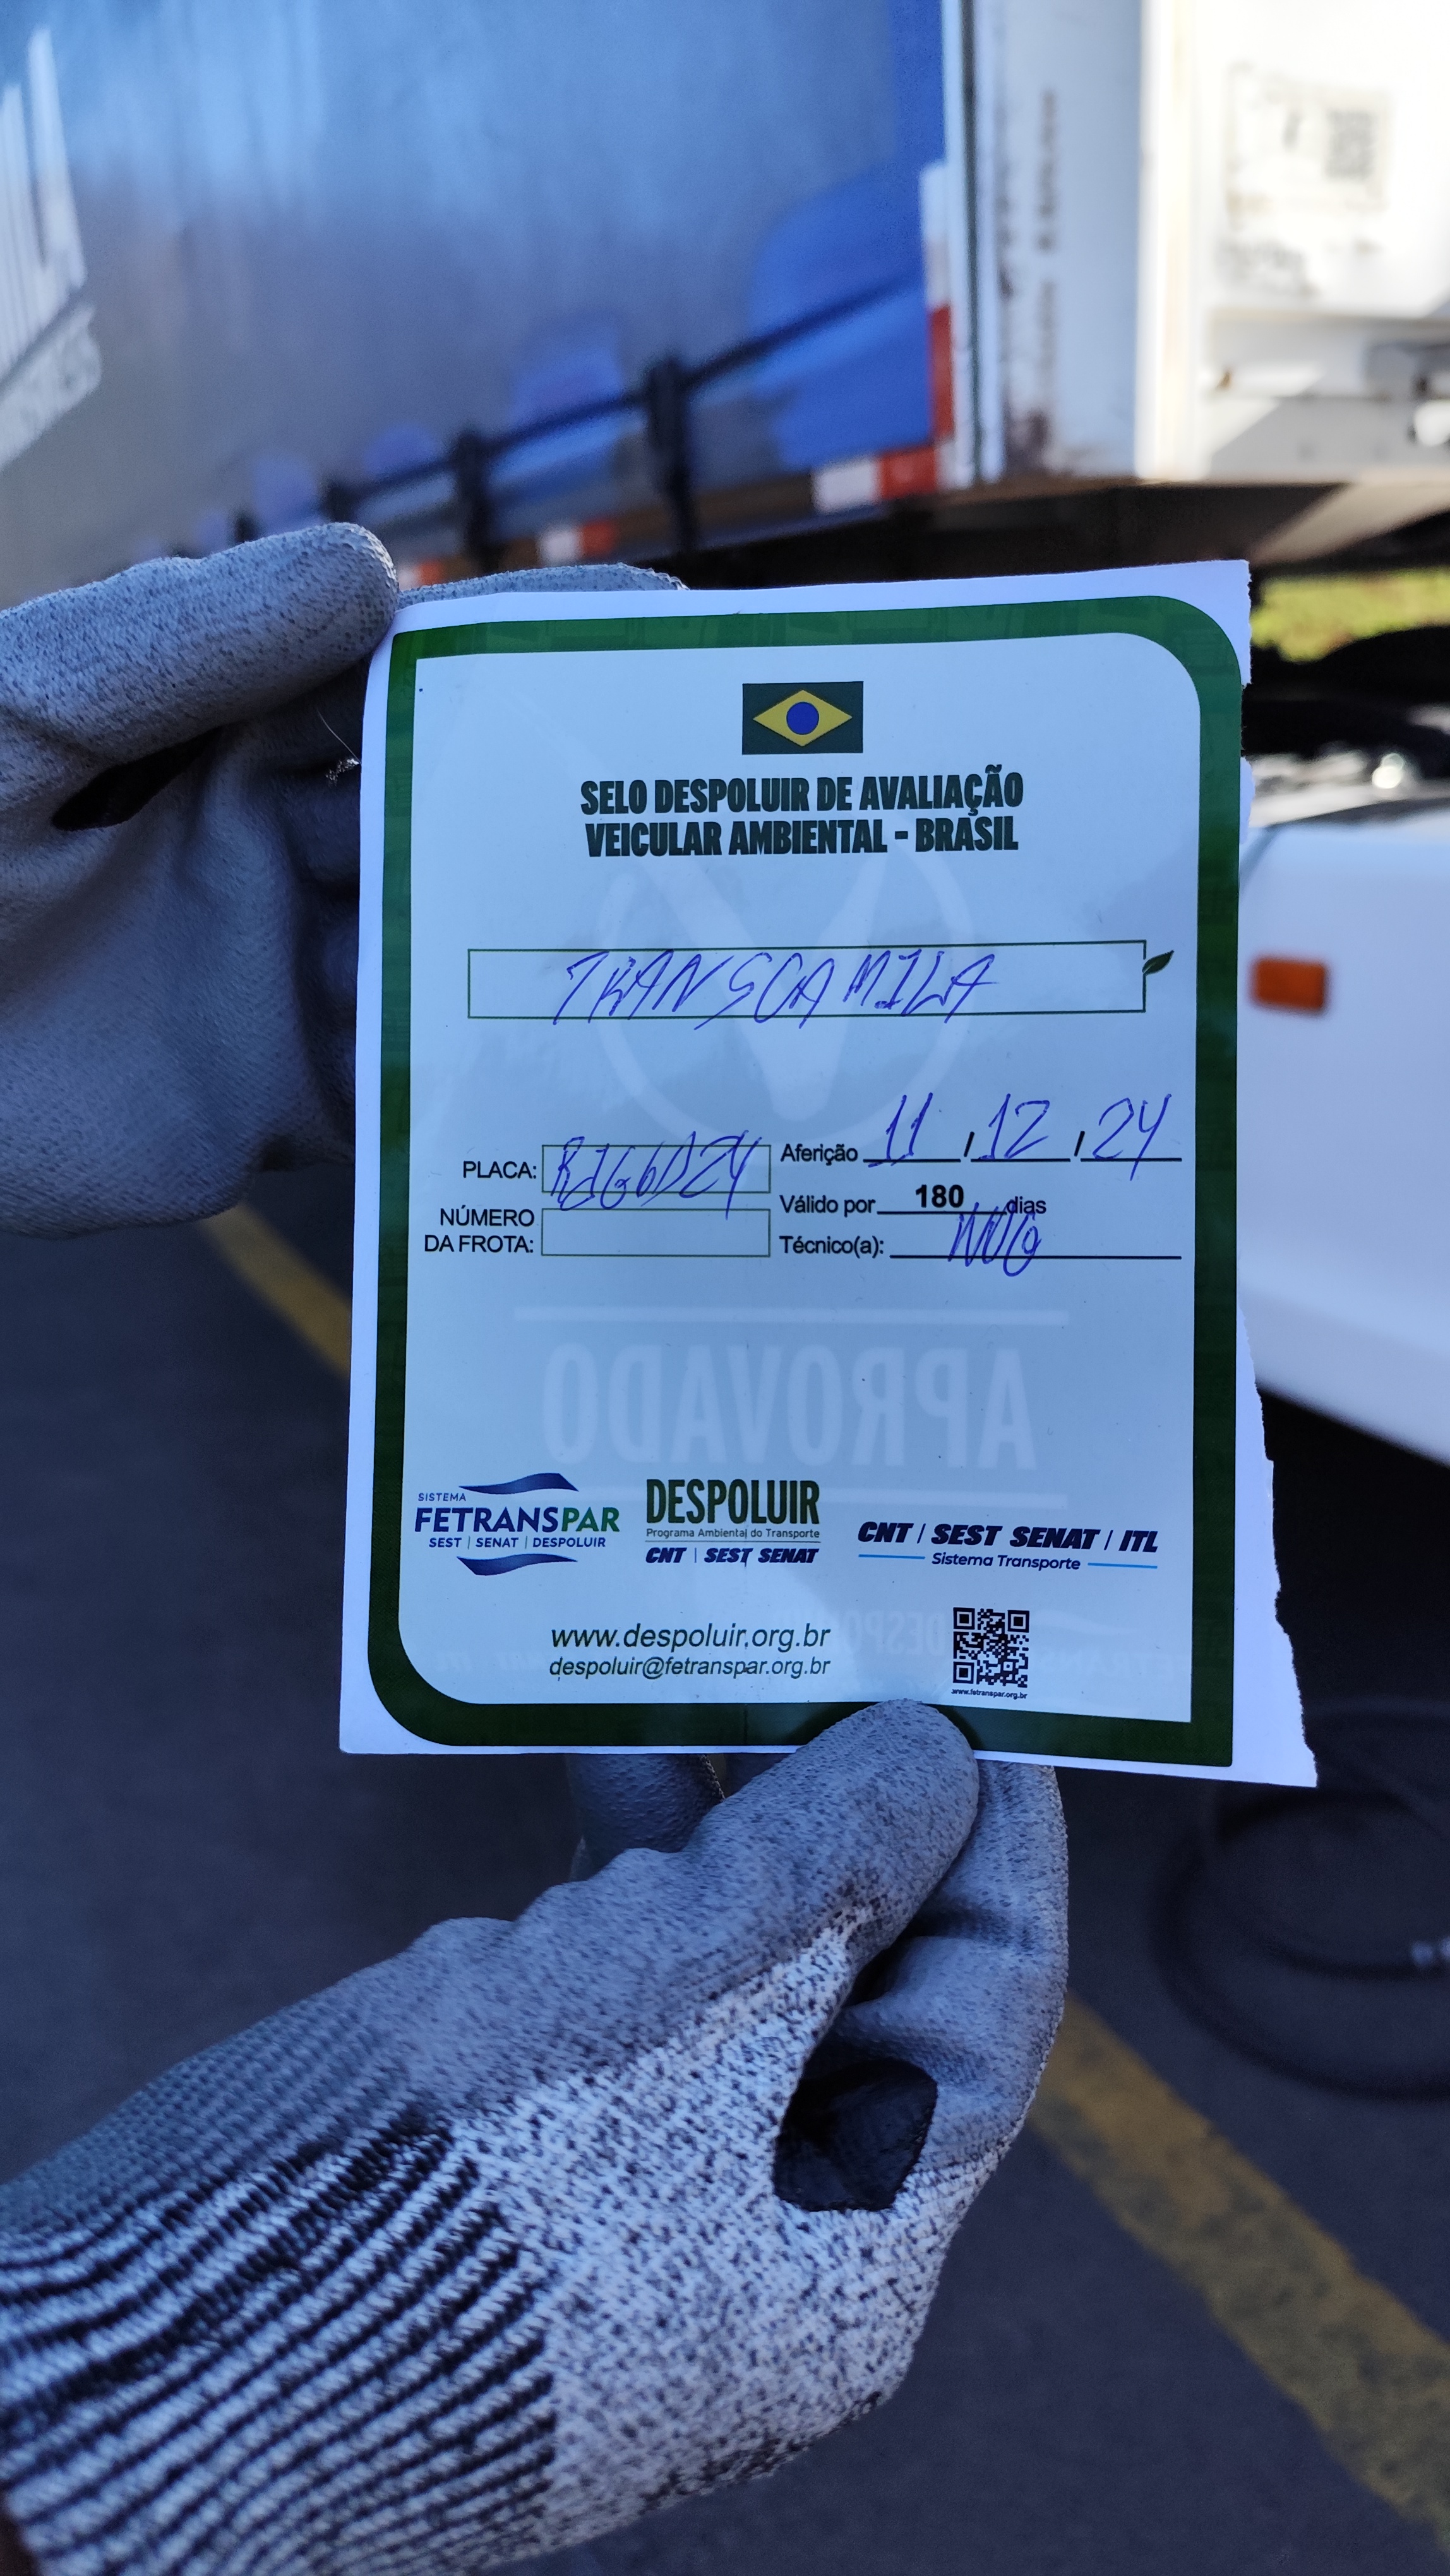 SELO DESPOLUIR DE AVALIAÇÃO
VEICULAR AMBIENTAL - BRASIL
TRANSCAMILA
PLACA: RJG6D24
Aferição 11 / 12 / 24
Válido por 180 dias
NÚMERO
DA FROTA:
Técnico(a):
APROVADO
SISTEMA
FETRANSPAR
SEST | SENAT | DESPOLUIR
DESPOLUIR
Programa Ambiental do Transporte
CNT | SEST SENAT
CNT / SEST SENAT / ITL
Sistema Transporte
www.despoluir.org.br
despoluir@fetranspar.org.br
www.fetranspar.org.br